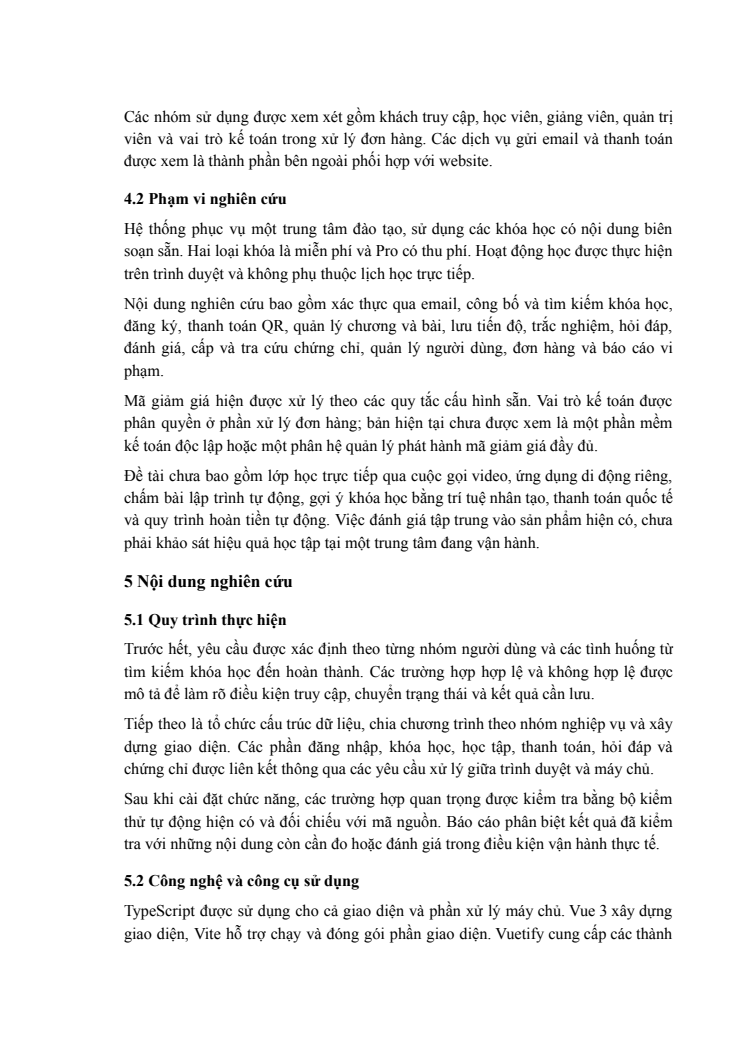 Các nhóm sử dụng được xem xét gồm khách truy cập, học viên, giảng viên, quản trị
viên và vai trò kế toán trong xử lý đơn hàng. Các dịch vụ gửi email và thanh toán
được xem là thành phần bên ngoài phối hợp với website.
4.2 Phạm vi nghiên cứu
Hệ thống phục vụ một trung tâm đào tạo, sử dụng các khóa học có nội dung biên
soạn sẵn. Hai loại khóa là miễn phí và Pro có thu phí. Hoạt động học được thực hiện
trên trình duyệt và không phụ thuộc lịch học trực tiếp.
Nội dung nghiên cứu bao gồm xác thực qua email, công bố và tìm kiếm khóa học,
đăng ký, thanh toán QR, quản lý chương và bài, lưu tiến độ, trắc nghiệm, hỏi đáp,
đánh giá, cấp và tra cứu chứng chỉ, quản lý người dùng, đơn hàng và báo cáo vi
phạm.
Mã giảm giá hiện được xử lý theo các quy tắc cấu hình sẵn. Vai trò kế toán được
phân quyền ở phần xử lý đơn hàng; bản hiện tại chưa được xem là một phần mềm
kế toán độc lập hoặc một phân hệ quản lý phát hành mã giảm giá đầy đủ.
Đề tài chưa bao gồm lớp học trực tiếp qua cuộc gọi video, ứng dụng di động riêng,
chấm bài lập trình tự động, gợi ý khóa học bằng trí tuệ nhân tạo, thanh toán quốc tế
và quy trình hoàn tiền tự động. Việc đánh giá tập trung vào sản phẩm hiện có, chưa
phải khảo sát hiệu quả học tập tại một trung tâm đang vận hành.
5 Nội dung nghiên cứu
5.1 Quy trình thực hiện
Trước hết, yêu cầu được xác định theo từng nhóm người dùng và các tình huống từ
tìm kiếm khóa học đến hoàn thành. Các trường hợp hợp lệ và không hợp lệ được
mô tả để làm rõ điều kiện truy cập, chuyển trạng thái và kết quả cần lưu.
Tiếp theo là tổ chức cấu trúc dữ liệu, chia chương trình theo nhóm nghiệp vụ và xây
dựng giao diện. Các phần đăng nhập, khóa học, học tập, thanh toán, hỏi đáp và
chứng chỉ được liên kết thông qua các yêu cầu xử lý giữa trình duyệt và máy chủ.
Sau khi cài đặt chức năng, các trường hợp quan trọng được kiểm tra bằng bộ kiểm
thử tự động hiện có và đối chiếu với mã nguồn. Báo cáo phân biệt kết quả đã kiểm
tra với những nội dung còn cần đo hoặc đánh giá trong điều kiện vận hành thực tế.
5.2 Công nghệ và công cụ sử dụng
TypeScript được sử dụng cho cả giao diện và phần xử lý máy chủ. Vue 3 xây dựng
giao diện, Vite hỗ trợ chạy và đóng gói phần giao diện. Vuetify cung cấp các thành